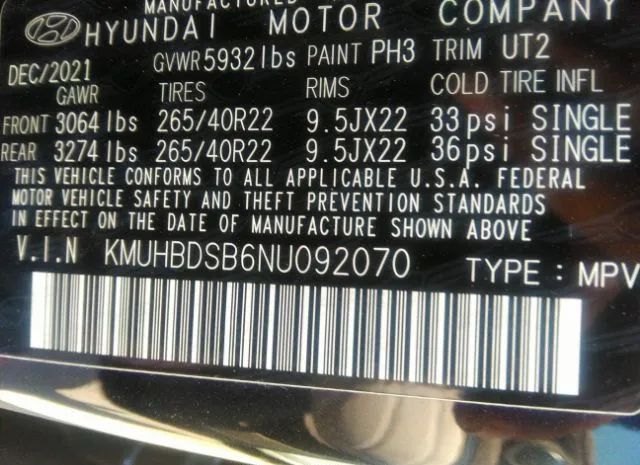 MANUFACTURED
HYUNDAI MOTOR COMPANY
DEC/2021 GVWR 5932 lbs PAINT PH3 TRIM UT2
GAWR TIRES RIMS COLD TIRE INFL
FRONT 3064 lbs 265/40R22 9.5JX22 33 psi SINGLE
REAR 3274 lbs 265/40R22 9.5JX22 36 psi SINGLE
THIS VEHICLE CONFORMS TO ALL APPLICABLE U.S.A. FEDERAL
MOTOR VEHICLE SAFETY AND THEFT PREVENTION STANDARDS
IN EFFECT ON THE DATE OF MANUFACTURE SHOWN ABOVE
V.I.N KMUHBDSB6NU092070 TYPE : MPV